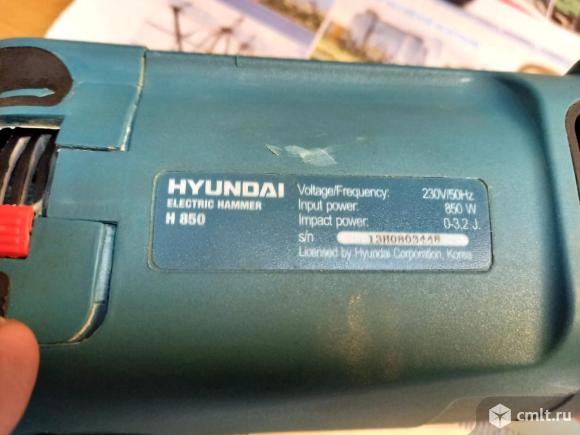 HYUNDAI
ELECTRIC HAMMER
H 850
Voltage/Frequency: 230V/50Hz
Input power: 850 W
Impact power: 0-3,2 J.
s/n 13H0803448
Licensed by Hyundai Corporation, Korea
cmlt.ru